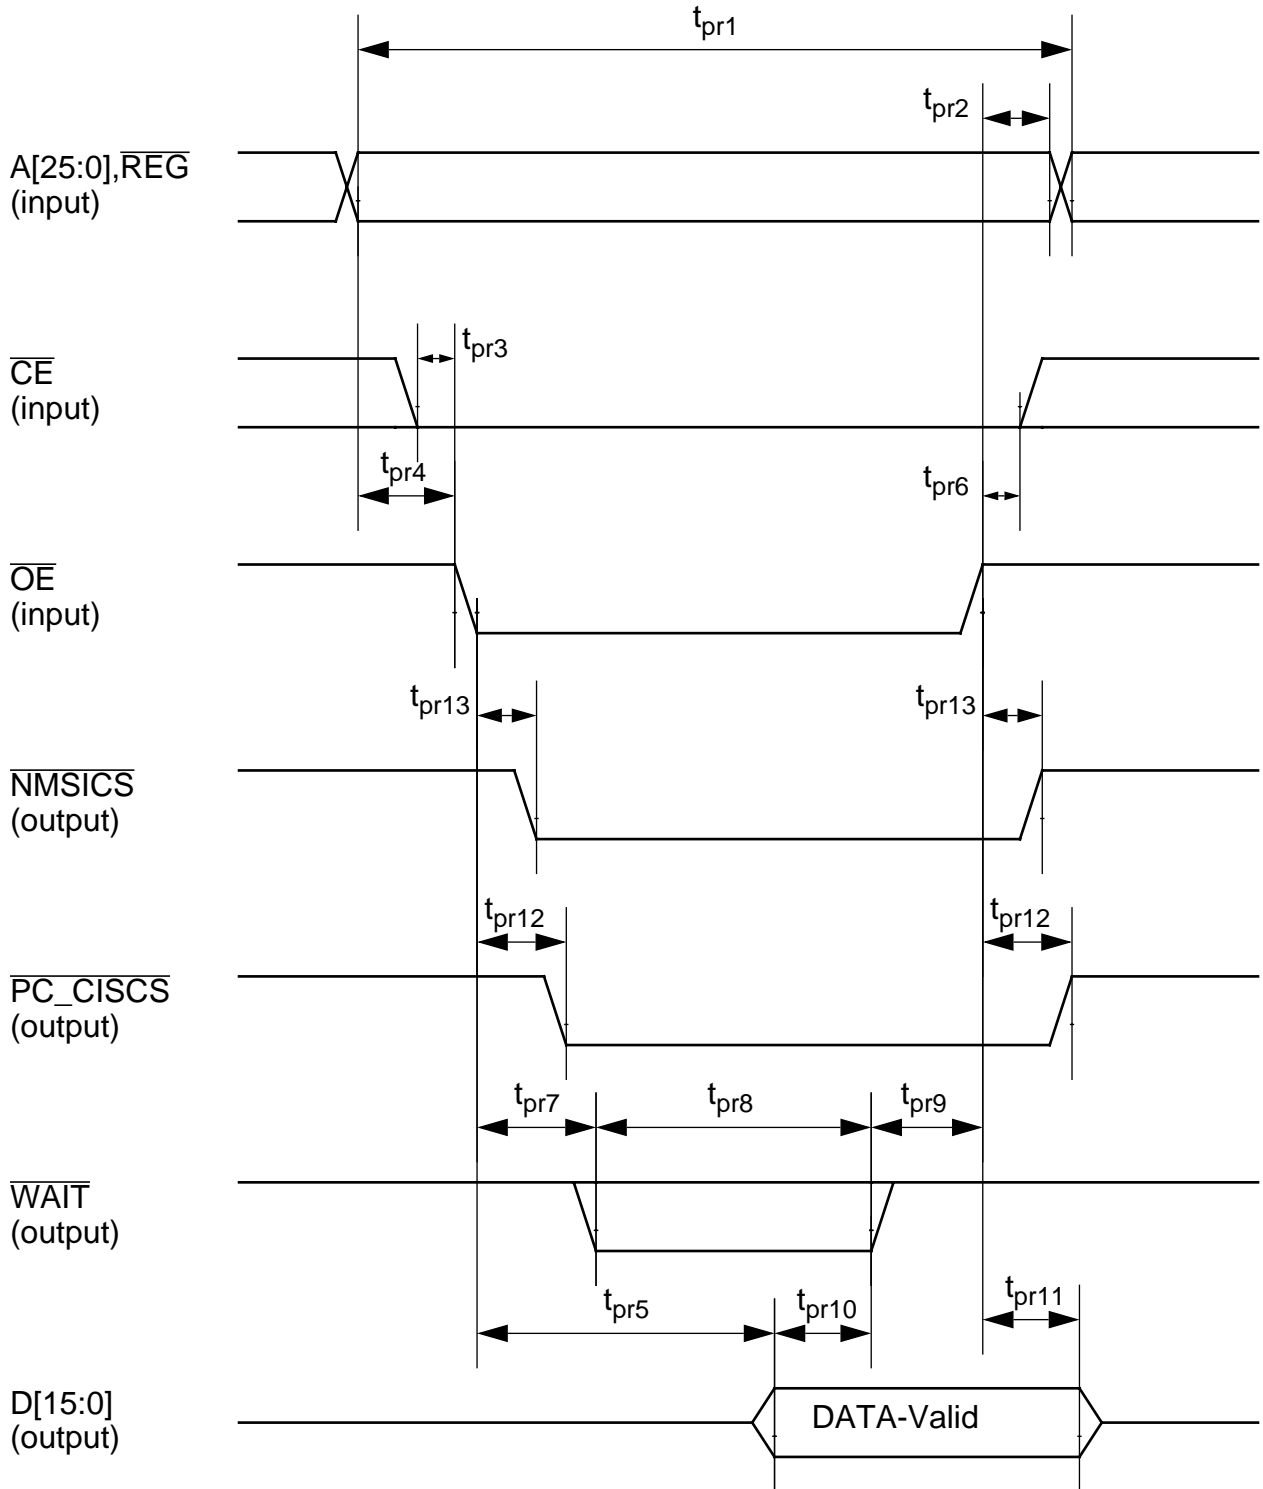 tpr1
tpr2
A[25:0],REG
(input)
tpr3
CE
(input)
tpr4
tpr6
OE
(input)
tpr13
tpr13
NMSICS
(output)
tpr12
tpr12
PC_CISCS
(output)
tpr7
tpr8
tpr9
WAIT
(output)
tpr5
tpr10
tpr11
D[15:0]
(output)
DATA-Valid